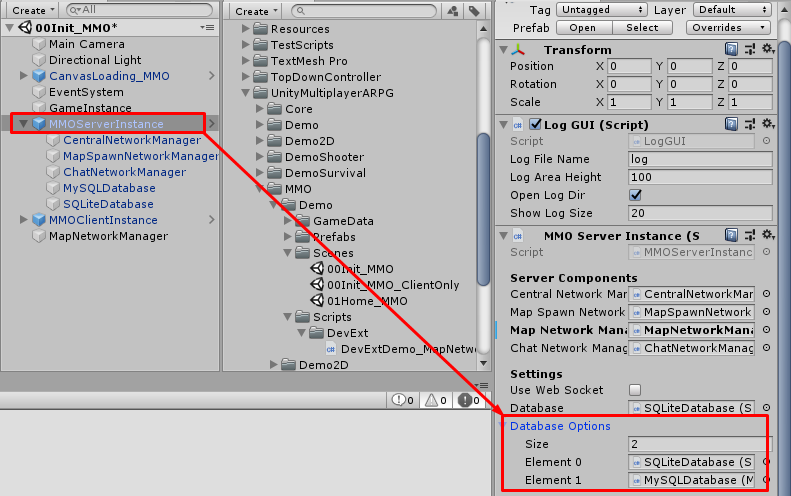 Create
All
00Init_MMO*
Main Camera
Directional Light
CanvasLoading_MMO
EventSystem
GameInstance
MMOServerInstance
CentralNetworkManager
MapSpawnNetworkManager
ChatNetworkManager
MySQLDatabase
SQLiteDatabase
MMOClientInstance
MapNetworkManager
Create
Resources
TestScripts
TextMesh Pro
TopDownController
UnityMultiplayerARPG
Core
Demo
Demo2D
DemoShooter
DemoSurvival
MMO
Demo
GameData
Prefabs
Scenes
00Init_MMO
00Init_MMO_ClientOnly
01Home_MMO
Scripts
DevExt
DevExtDemo_MapNetw
Demo2D
0 0 0
Tag Untagged Layer Default
Prefab Open Select Overrides
Transform
Position X 0 Y 0 Z 0
Rotation X 0 Y 0 Z 0
Scale X 1 Y 1 Z 1
Log GUI (Script)
Script LogGUI
Log File Name log
Log Area Height 100
Open Log Dir
Show Log Size 20
MMO Server Instance (S
Script MMOServerInstanc
Server Components
Central Network Mar CentralNetworkMar
Map Spawn Network MapSpawnNetwork
Map Network Mana MapNetworkMana
Chat Network Manag ChatNetworkManag
Settings
Use Web Socket
Database SQLiteDatabase (S
Database Options
Size 2
Element 0 SQLiteDatabase (S
Element 1 MySQLDatabase (M